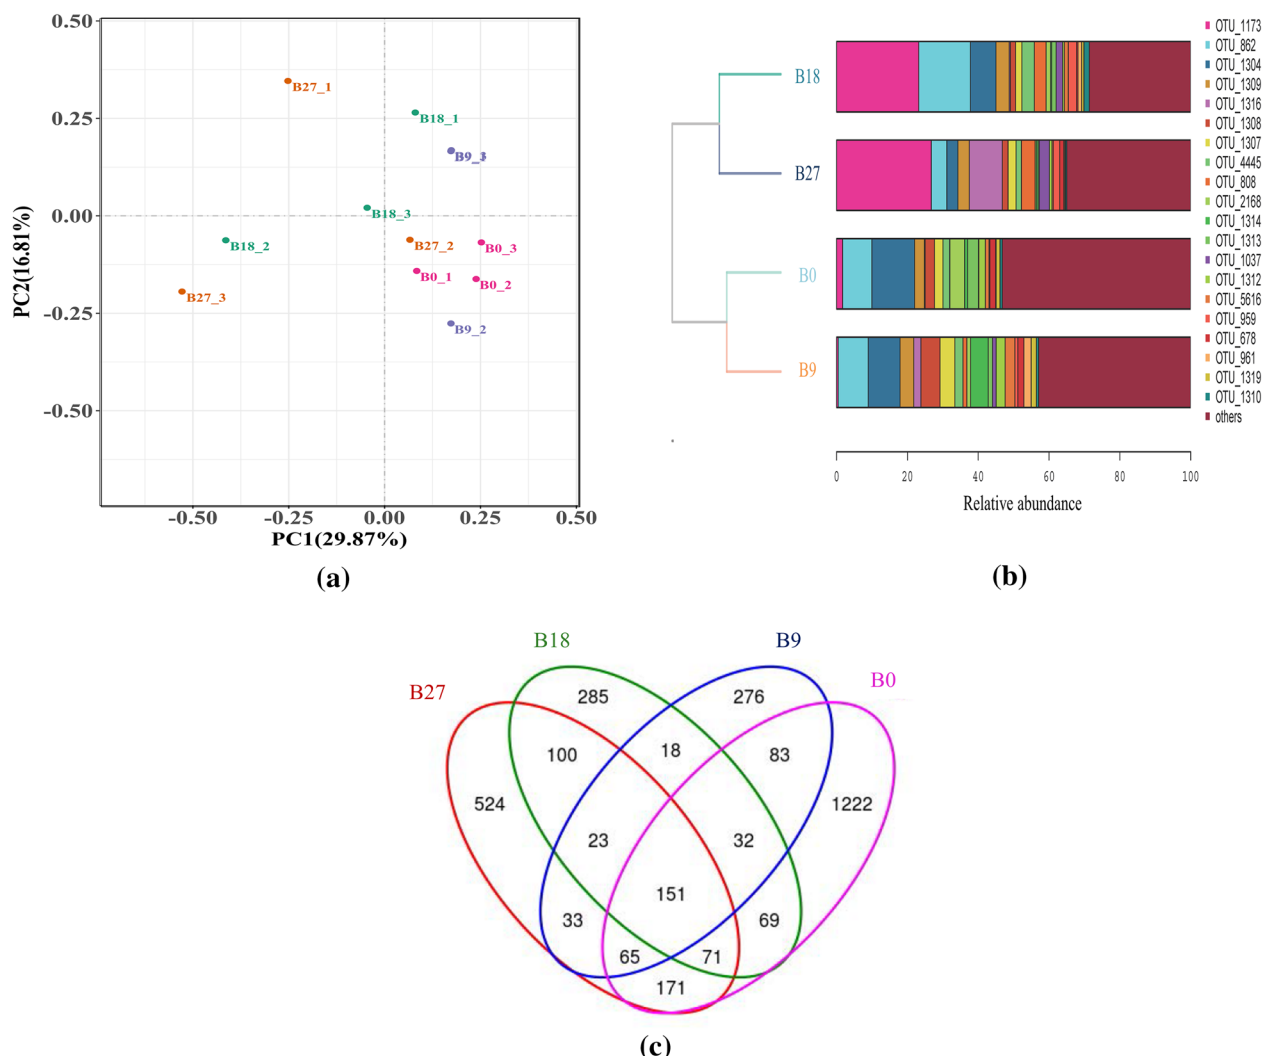 0.50
0.25
0.00
-0.25
-0.50
PC2(16.81%)
B27_1
B18_1
B18_3
B18_2
B27_2
B0_3
B0_1
B0_2
B27_3
B9_2
-0.50 -0.25 0.00 0.25 0.50
PC1(29.87%)
(a)
B18
B27
B0
B9
0 20 40 60 80 100
Relative abundance
OTU_1173
OTU_862
OTU_1304
OTU_1309
OTU_1316
OTU_1308
OTU_1307
OTU_4445
OTU_808
OTU_2168
OTU_1314
OTU_1313
OTU_1037
OTU_1312
OTU_5616
OTU_959
OTU_678
OTU_961
OTU_1319
OTU_1310
others
(b)
B18
B9
B27
B0
285
276
100
18
83
524
1222
23
32
151
33
69
65
71
171
(c)